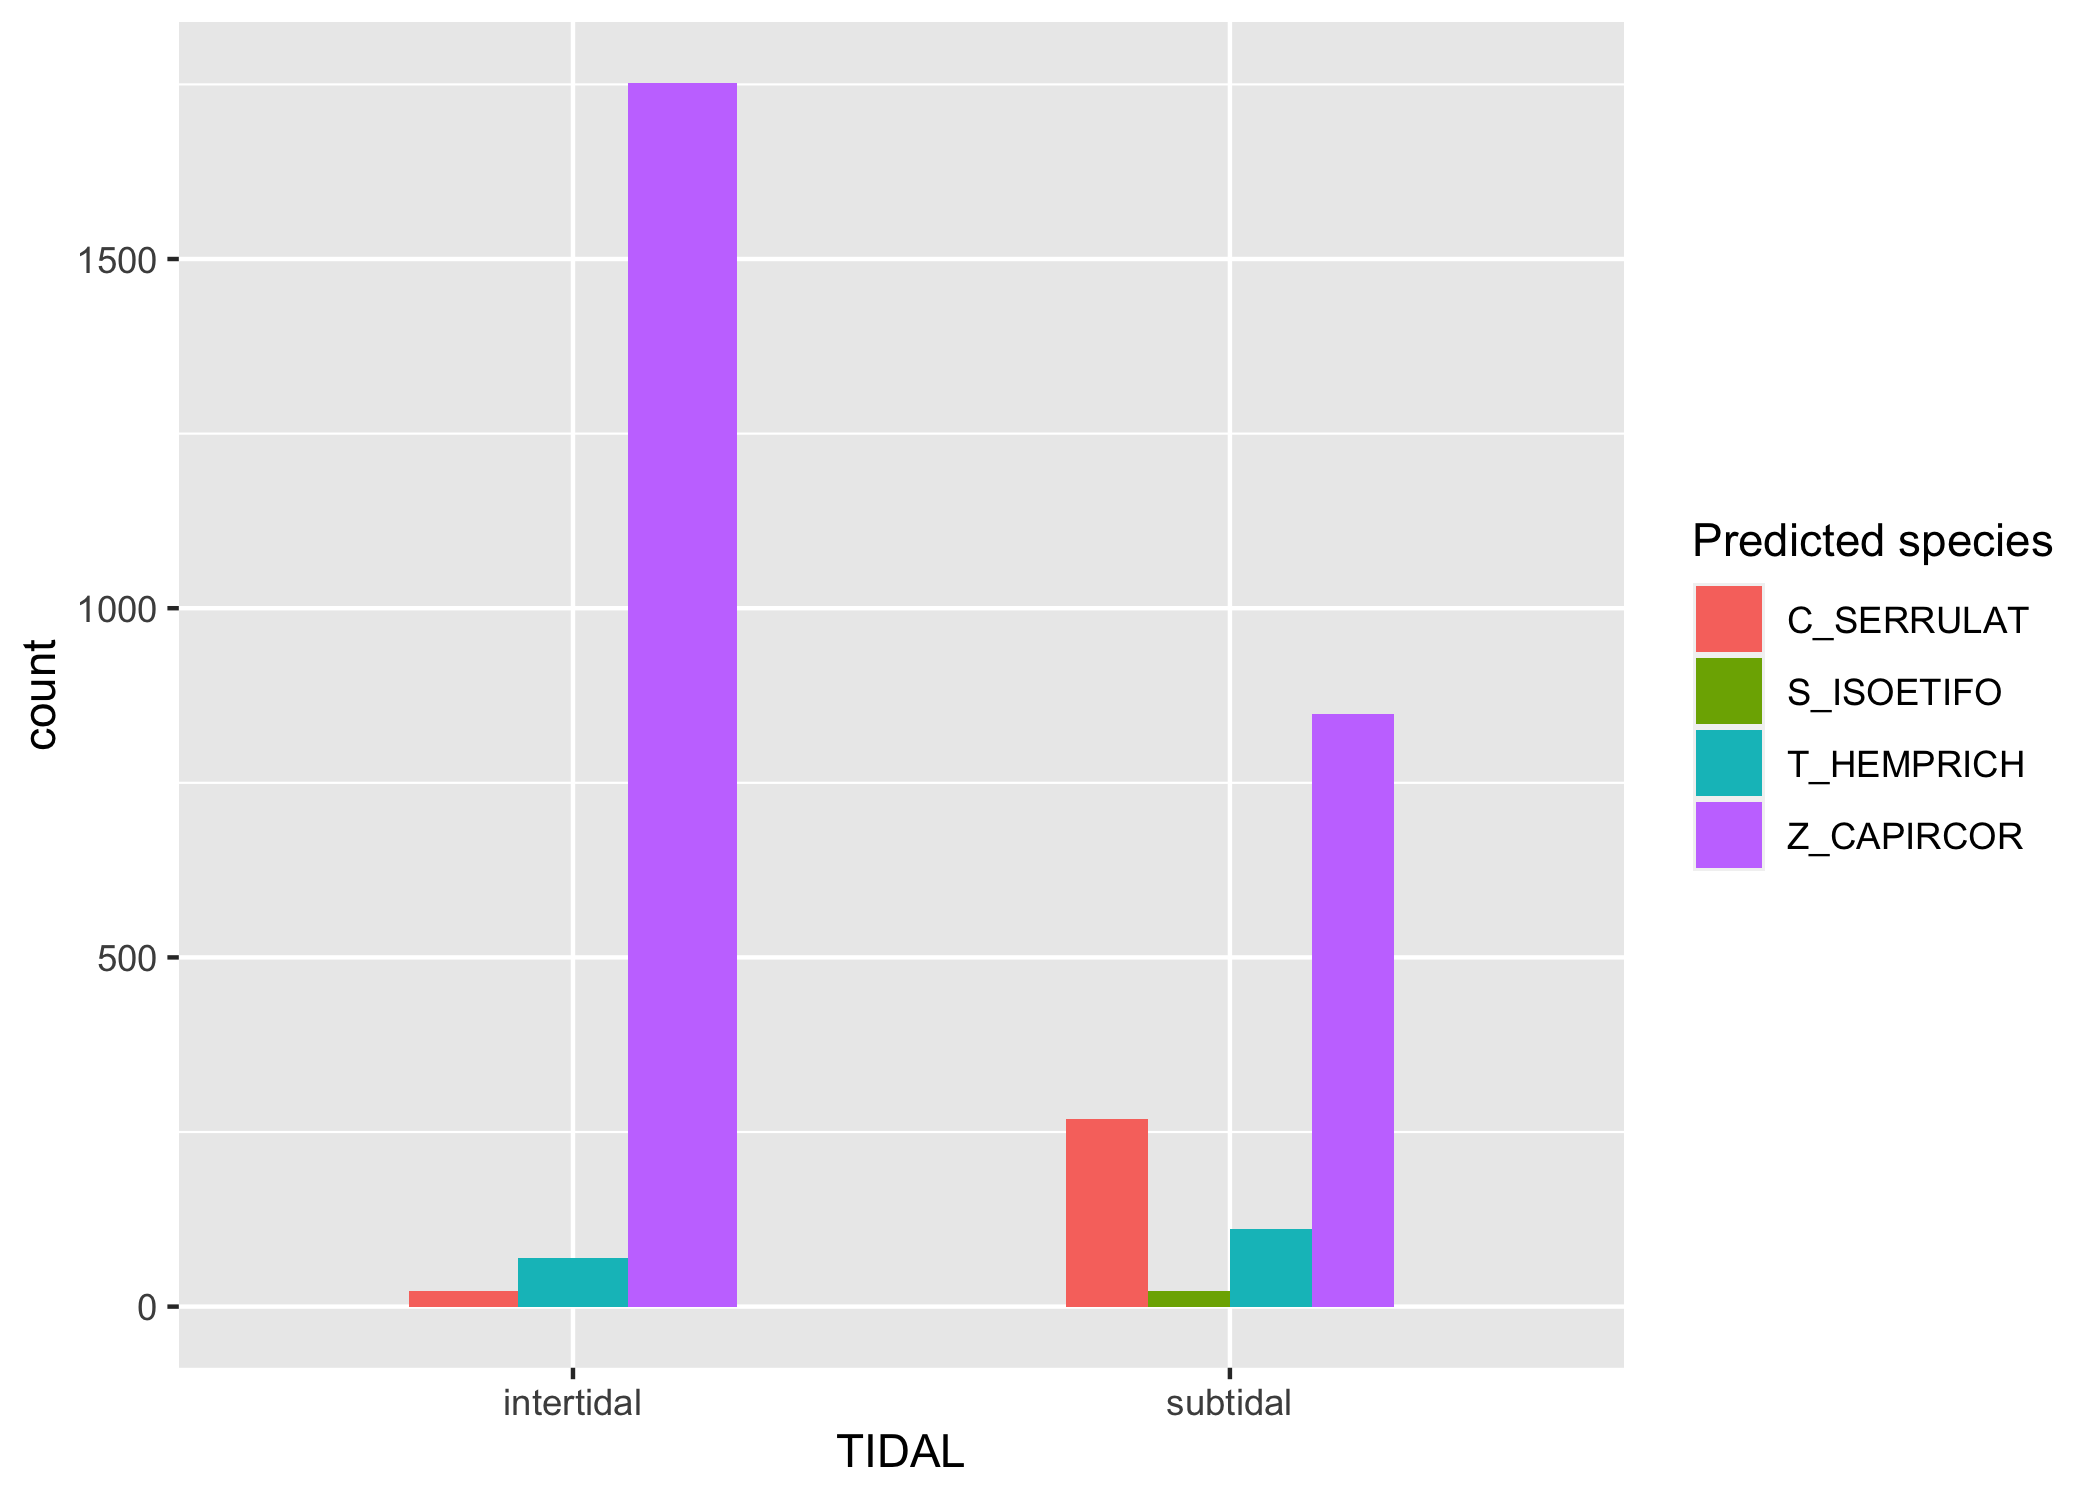 count
1500
1000
500
0
intertidal
subtidal
TIDAL
Predicted species
C_SERRULAT
S_ISOETIFO
T_HEMPRICH
Z_CAPIRCOR